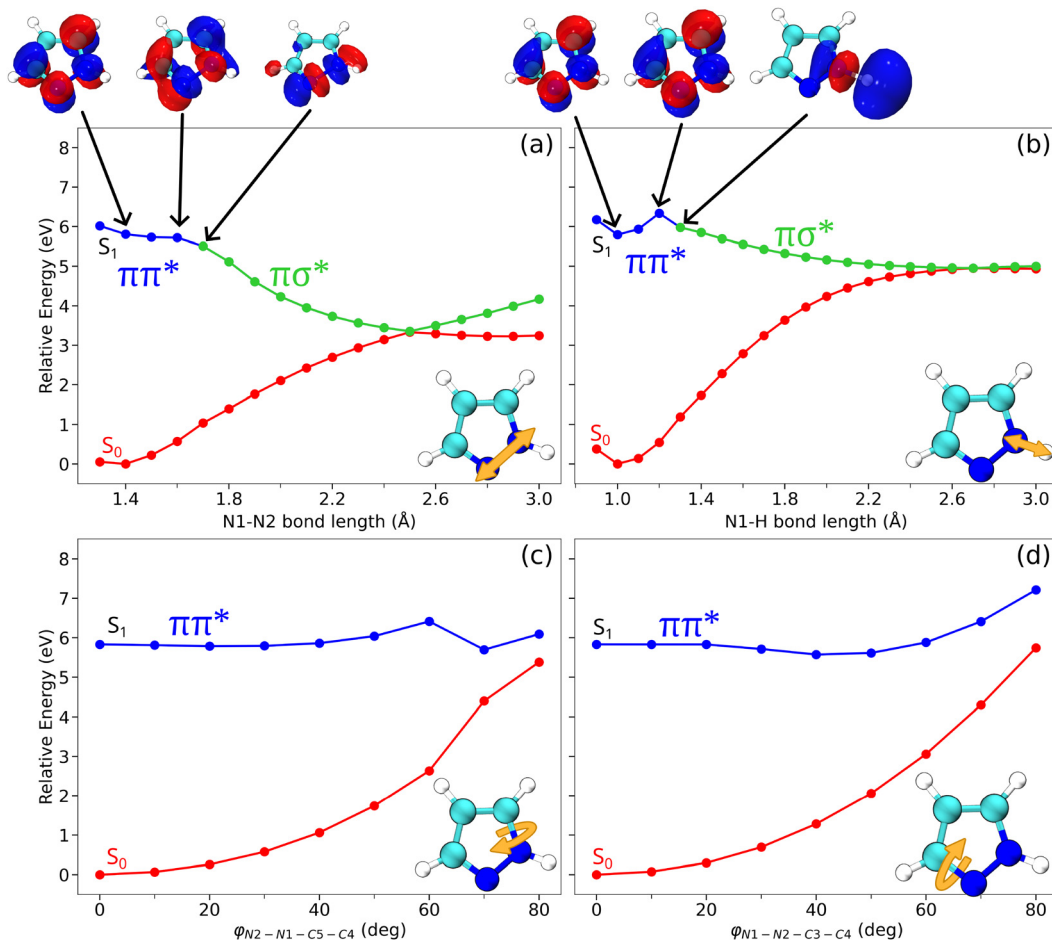 (a)
8
7
6
5
4
3
2
1
0
Relative Energy (eV)
S₁
ππ*
πσ*
S₀
1.4
1.8
2.2
2.6
3.0
N1-N2 bond length (Å)
(b)
S₁
ππ*
πσ*
S₀
1.0
1.4
1.8
2.2
2.6
3.0
N1-H bond length (Å)
(c)
8
7
6
5
4
3
2
1
0
Relative Energy (eV)
S₁
ππ*
S₀
0
20
40
60
80
φN2−N1−C5−C4 (deg)
(d)
S₁
ππ*
S₀
0
20
40
60
80
φN1−N2−C3−C4 (deg)